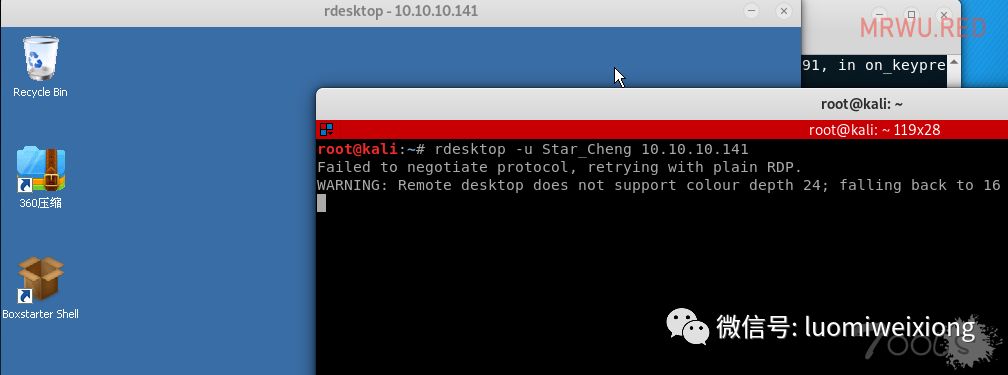 rdesktop - 10.10.10.141
MRWU.RED
91, in on_keypre
Recycle Bin
root@kali: ~
root@kali: ~ 119x28
root@kali:~# rdesktop -u Star_Cheng 10.10.10.141
Failed to negotiate protocol, retrying with plain RDP.
WARNING: Remote desktop does not support colour depth 24; falling back to 16
360压缩
Boxstarter Shell
微信号: luomiweixiong